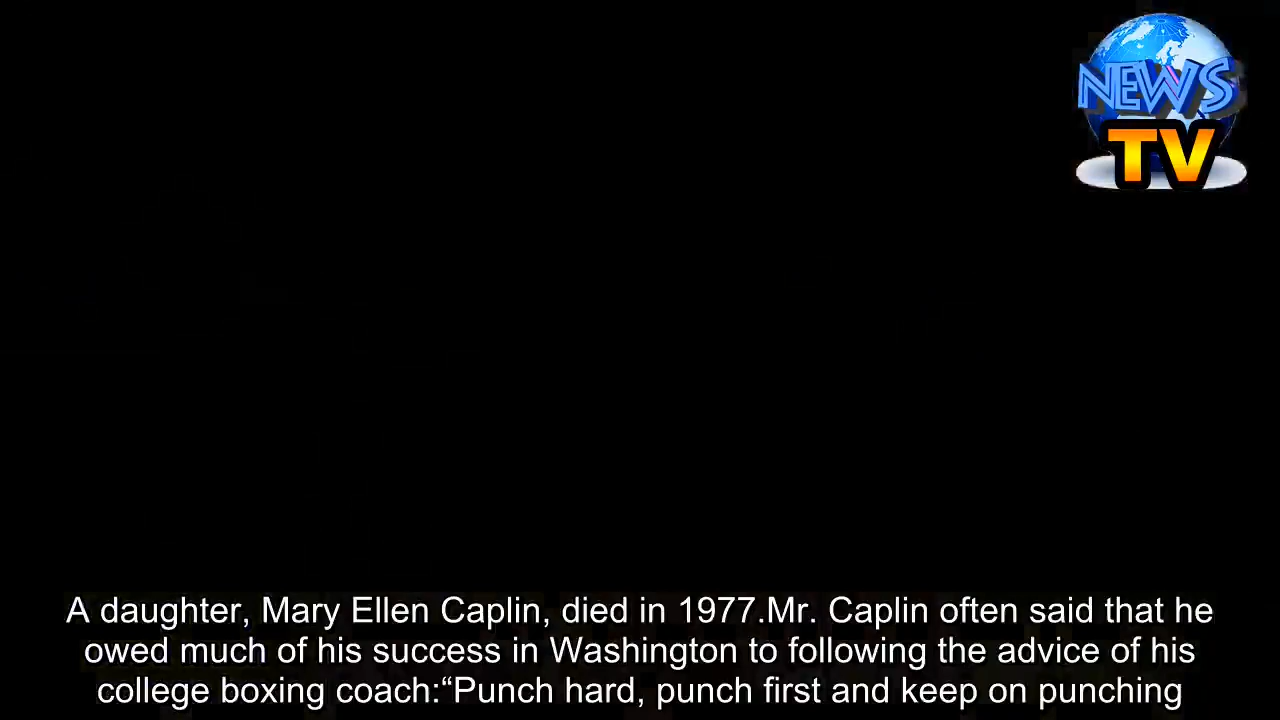 NEWS
TV
A daughter, Mary Ellen Caplin, died in 1977.Mr. Caplin often said that he
owed much of his success in Washington to following the advice of his
college boxing coach:“Punch hard, punch first and keep on punching